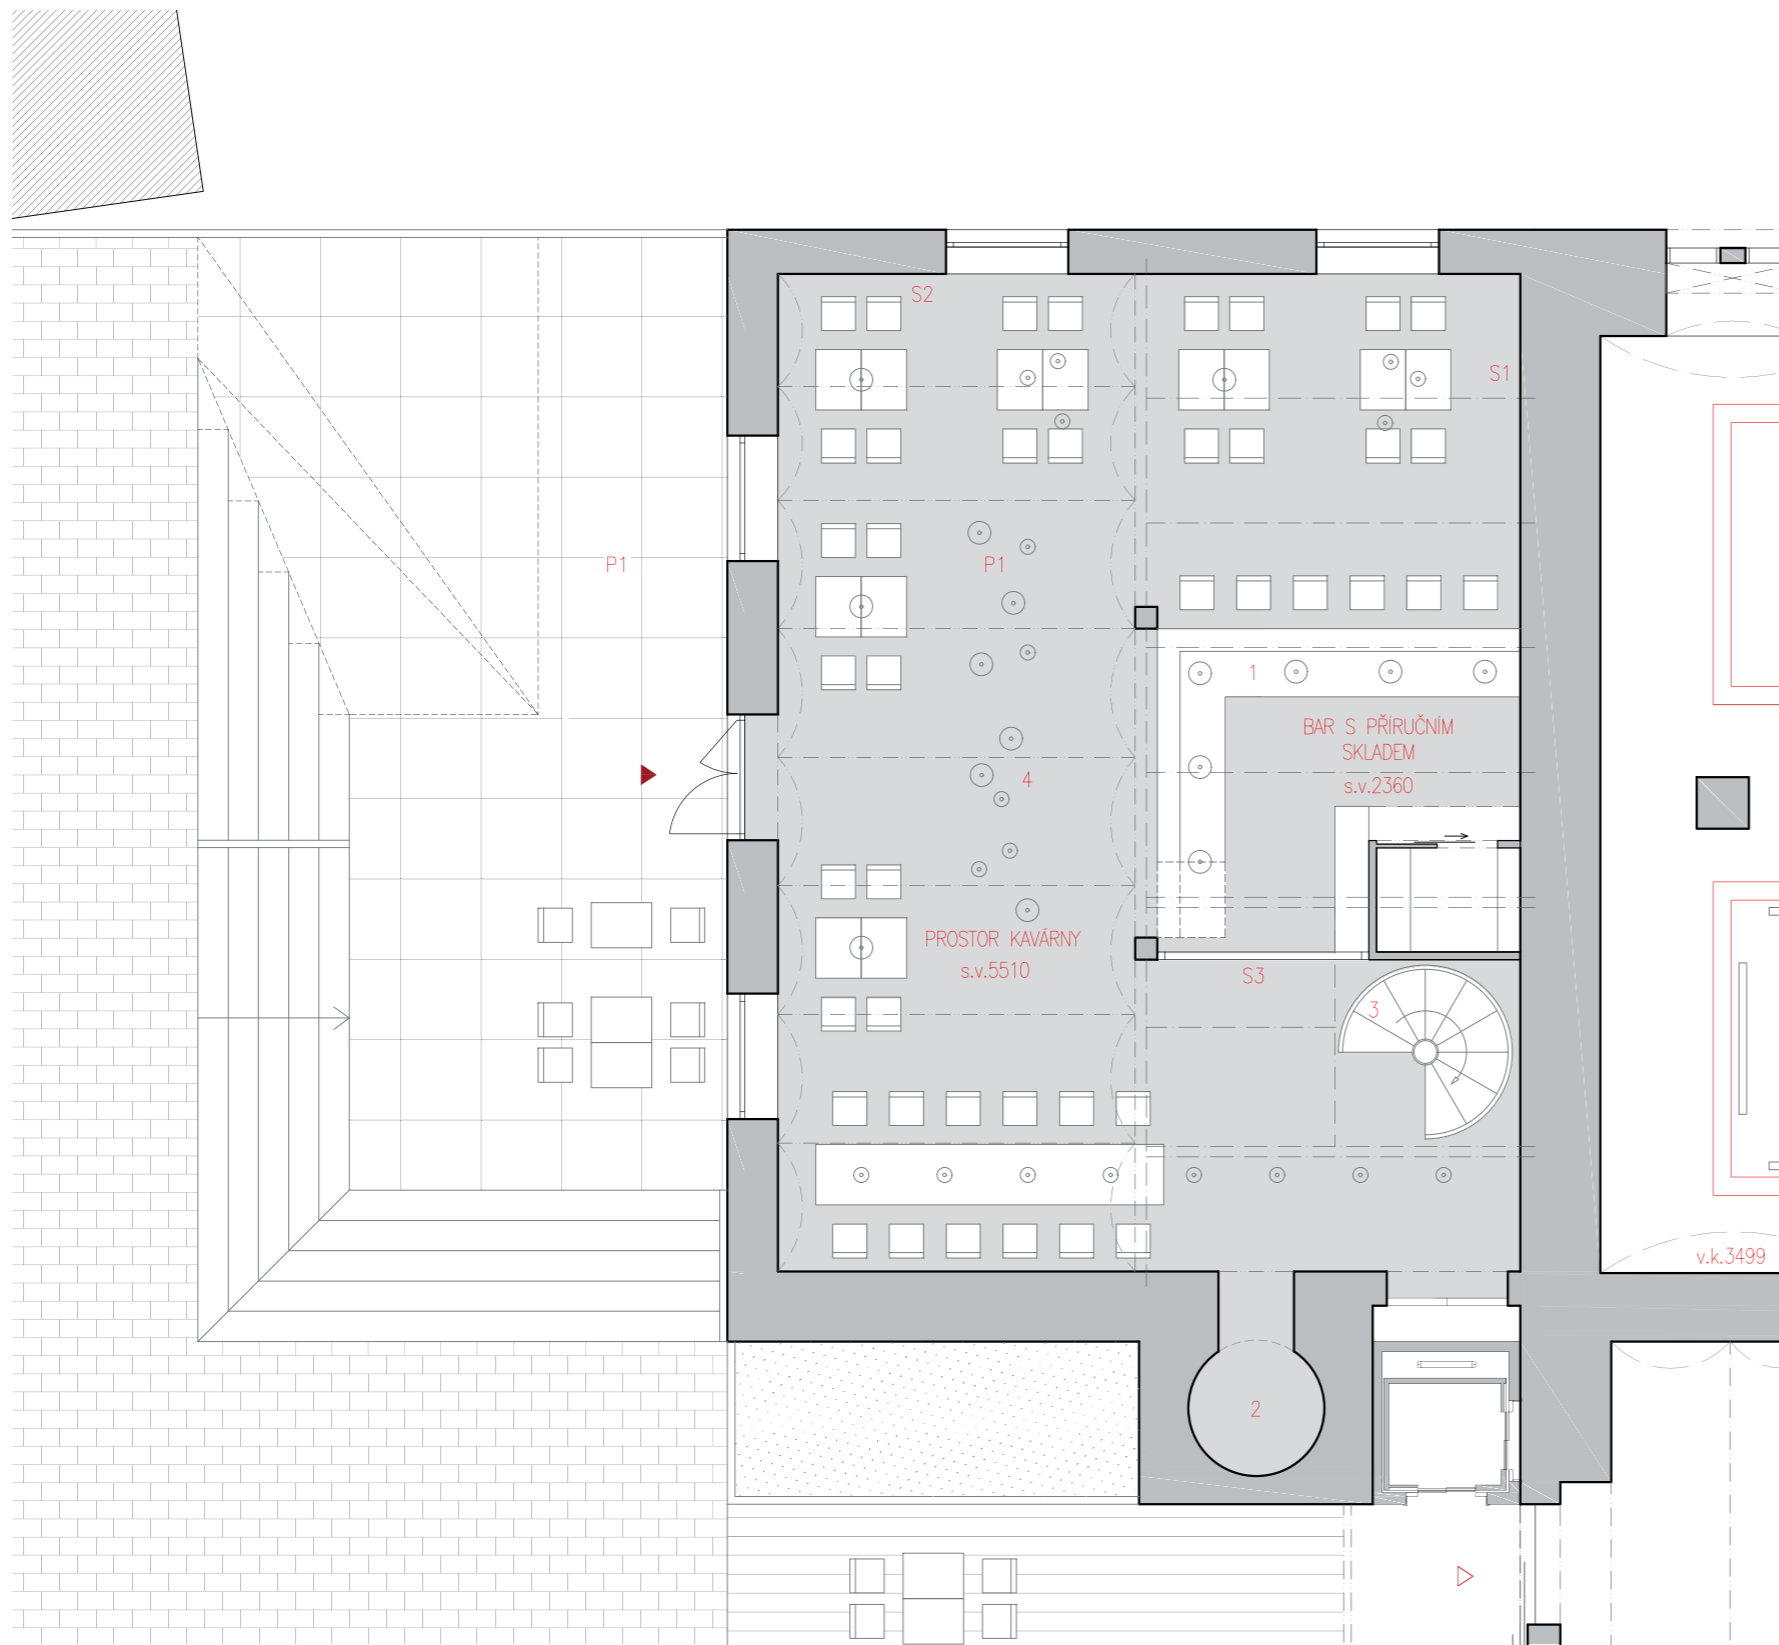 S2
S1
P1
P1
1
BAR S PŘÍRUČNÍM
SKLADEM
s.v.2360
4
PROSTOR KAVÁRNY
s.v.5510
S3
3
v.k.3499
2